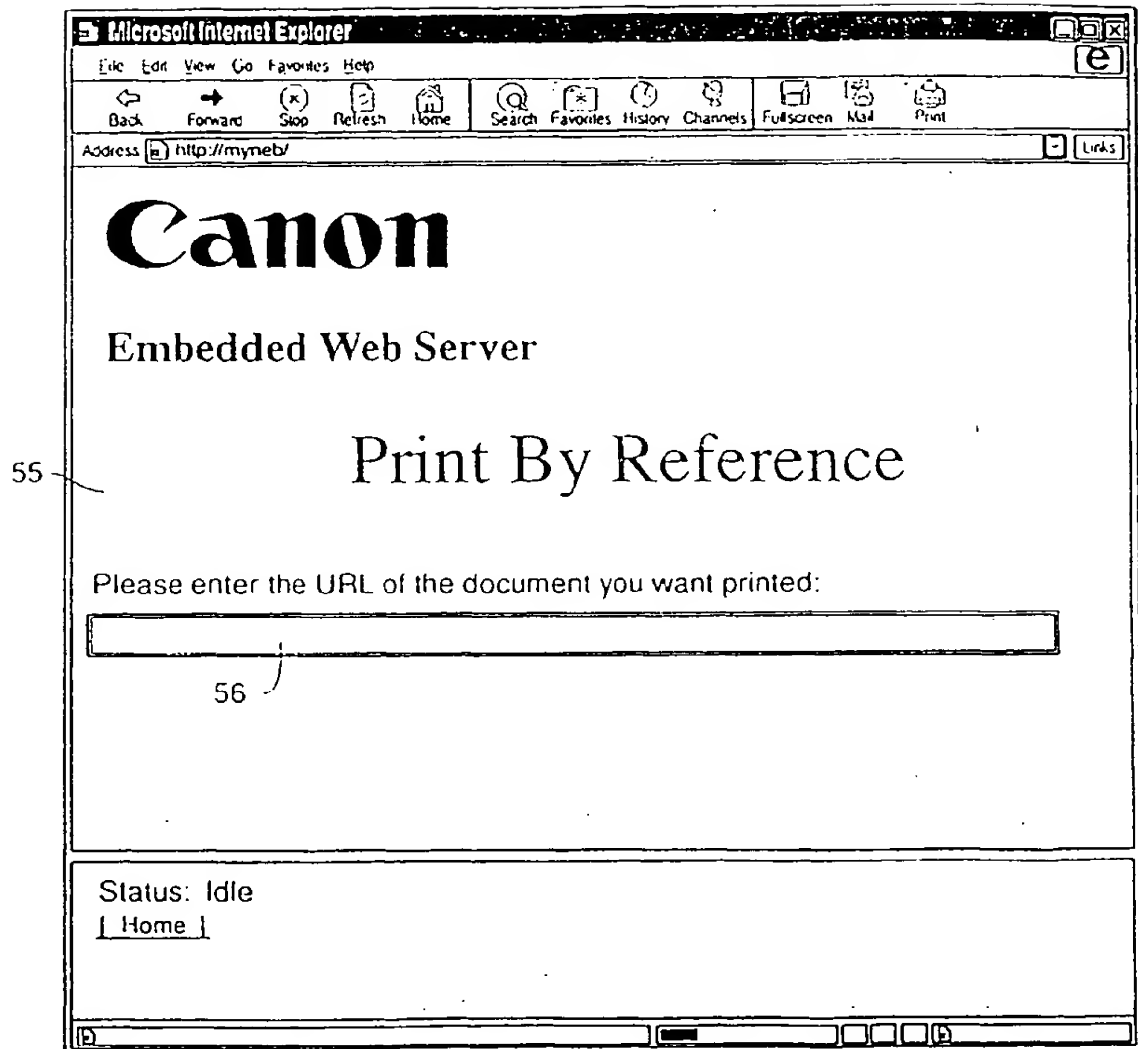 Microsoft Internet Explorer
File Edit View Go Favorites Help
e
Back Forward Stop Refresh Home Search Favorites History Channels Fullscreen Mail Print
Address http://myneb/ Links
Canon
Embedded Web Server
Print By Reference
55
Please enter the URL of the document you want printed:
56
Status: Idle
[ Home ]